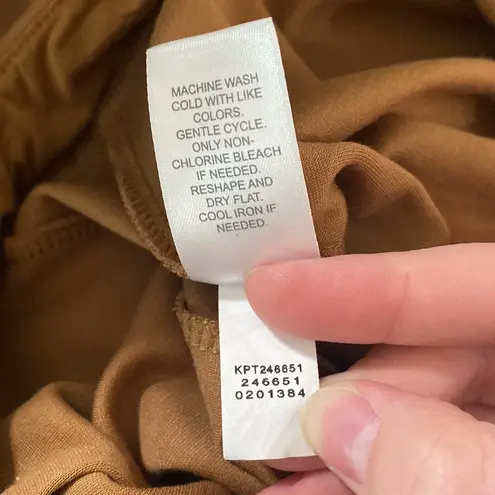 MACHINE WASH
COLD WITH LIKE
COLORS.
GENTLE CYCLE.
ONLY NON-
CHLORINE BLEACH
IF NEEDED.
RESHAPE AND
DRY FLAT.
COOL IRON IF
NEEDED.
KPT246651
246651
0201384